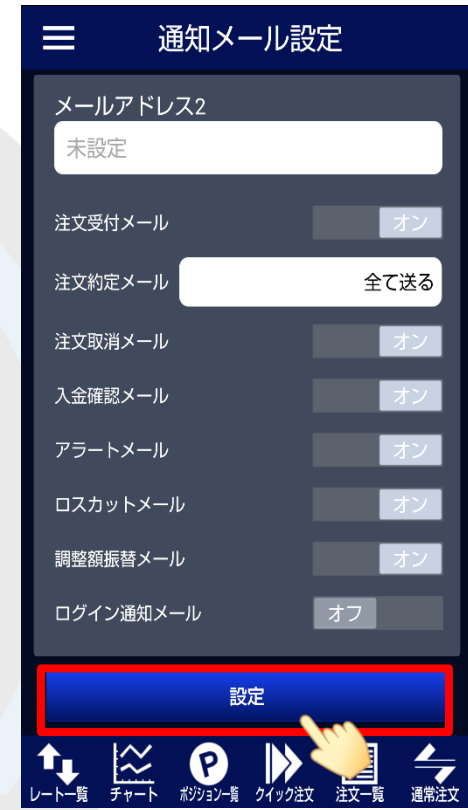 通知メール設定
メールアドレス2
未設定
注文受付メール オン
注文約定メール 全て送る
注文取消メール オン
入金確認メール オン
アラートメール オン
ロスカットメール オン
調整額振替メール オン
ログイン通知メール オフ
設定
P
レート一覧 チャート ポジション一覧 クイック注文 注文一覧 通常注文